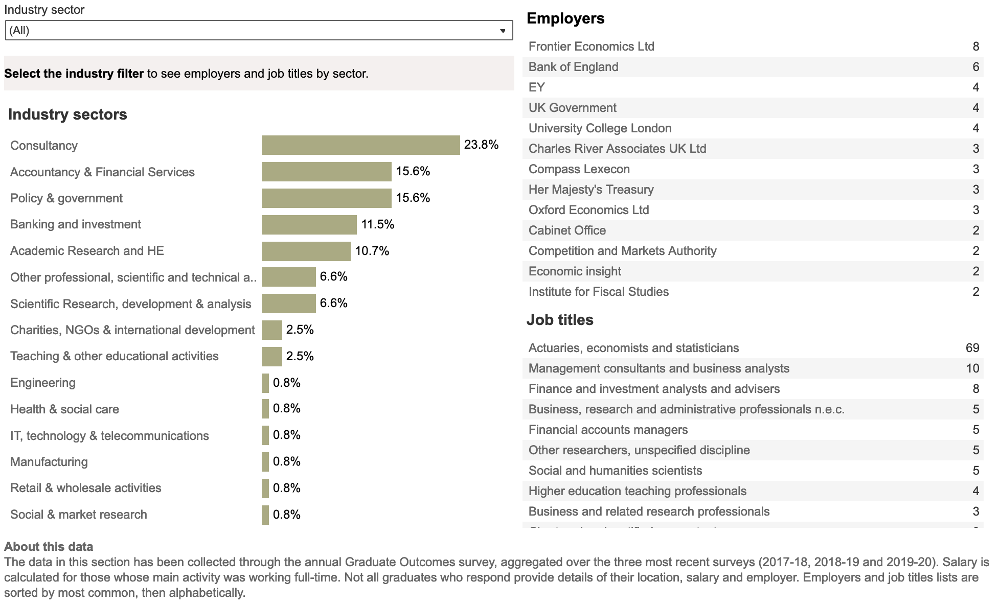 Industry sector
(All)
Select the industry filter to see employers and job titles by sector.
Industry sectors
Consultancy 23.8%
Accountancy & Financial Services 15.6%
Policy & government 15.6%
Banking and investment 11.5%
Academic Research and HE 10.7%
Other professional, scientific and technical a.. 6.6%
Scientific Research, development & analysis 6.6%
Charities, NGOs & international development 2.5%
Teaching & other educational activities 2.5%
Engineering 0.8%
Health & social care 0.8%
IT, technology & telecommunications 0.8%
Manufacturing 0.8%
Retail & wholesale activities 0.8%
Social & market research 0.8%
Employers
Frontier Economics Ltd 8
Bank of England 6
EY 4
UK Government 4
University College London 4
Charles River Associates UK Ltd 3
Compass Lexecon 3
Her Majesty's Treasury 3
Oxford Economics Ltd 3
Cabinet Office 2
Competition and Markets Authority 2
Economic insight 2
Institute for Fiscal Studies 2
Job titles
Actuaries, economists and statisticians 69
Management consultants and business analysts 10
Finance and investment analysts and advisers 8
Business, research and administrative professionals n.e.c. 5
Financial accounts managers 5
Other researchers, unspecified discipline 5
Social and humanities scientists 5
Higher education teaching professionals 4
Business and related research professionals 3
About this data
The data in this section has been collected through the annual Graduate Outcomes survey, aggregated over the three most recent surveys (2017-18, 2018-19 and 2019-20). Salary is
calculated for those whose main activity was working full-time. Not all graduates who respond provide details of their location, salary and employer. Employers and job titles lists are
sorted by most common, then alphabetically.